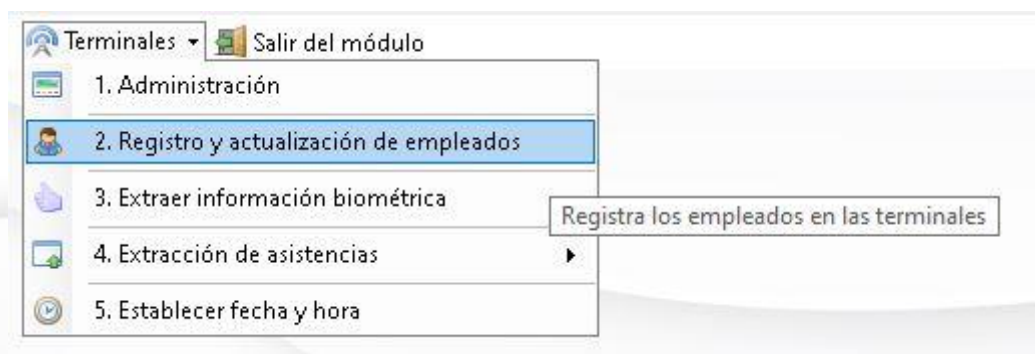 Terminales Salir del módulo
1. Administración
2. Registro y actualización de empleados
3. Extraer información biométrica
Registra los empleados en las terminales
4. Extracción de asistencias
5. Establecer fecha y hora